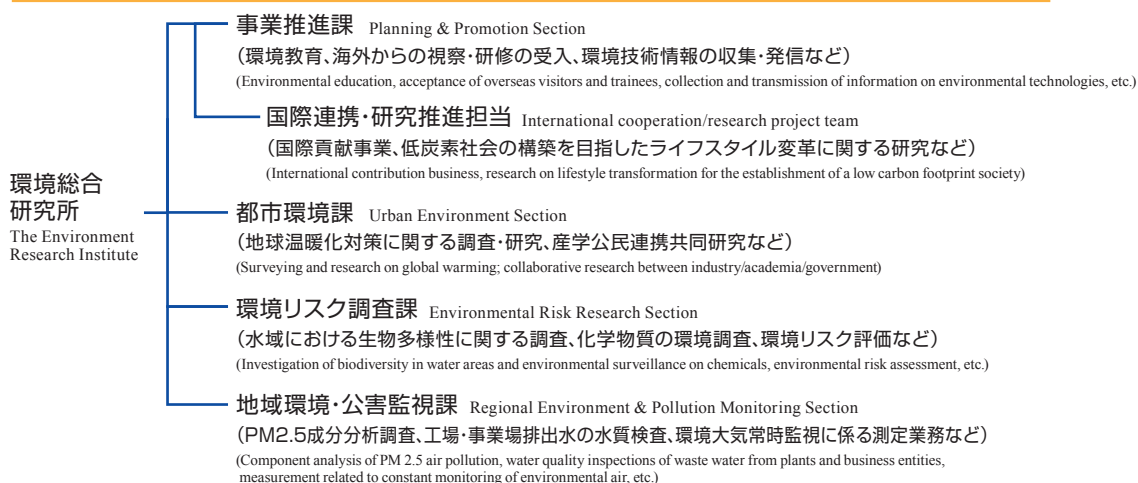 事業推進課 Planning & Promotion Section
（環境教育、海外からの視察・研修の受入、環境技術情報の収集・発信など）
(Environmental education, acceptance of overseas visitors and trainees, collection and transmission of information on environmental technologies, etc.)
国際連携・研究推進担当 International cooperation/research project team
（国際貢献事業、低炭素社会の構築を目指したライフスタイル変革に関する研究など）
(International contribution business, research on lifestyle transformation for the establishment of a low carbon footprint society)
環境総合
研究所
The Environment
Research Institute
都市環境課 Urban Environment Section
（地球温暖化対策に関する調査・研究、産学公民連携共同研究など）
(Surveying and research on global warming; collaborative research between industry/academia/government)
環境リスク調査課 Environmental Risk Research Section
（水域における生物多様性に関する調査、化学物質の環境調査、環境リスク評価など）
(Investigation of biodiversity in water areas and environmental surveillance on chemicals, environmental risk assessment, etc.)
地域環境・公害監視課 Regional Environment & Pollution Monitoring Section
（PM2.5成分分析調査、工場・事業場排出水の水質検査、環境大気常時監視に係る測定業務など）
(Component analysis of PM 2.5 air pollution, water quality inspections of waste water from plants and business entities,
measurement related to constant monitoring of environmental air, etc.)